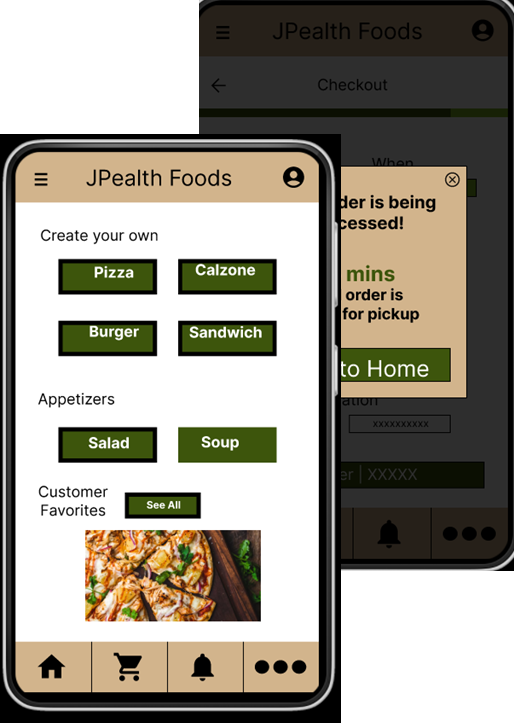 JPealth Foods
Checkout
When
der is being
cessed!
mins
order is
for pickup
to Home
ation
xxxxxxxxxx
er | XXXXX
JPealth Foods
Create your own
Pizza
Calzone
Burger
Sandwich
Appetizers
Salad
Soup
Customer
Favorites
See All